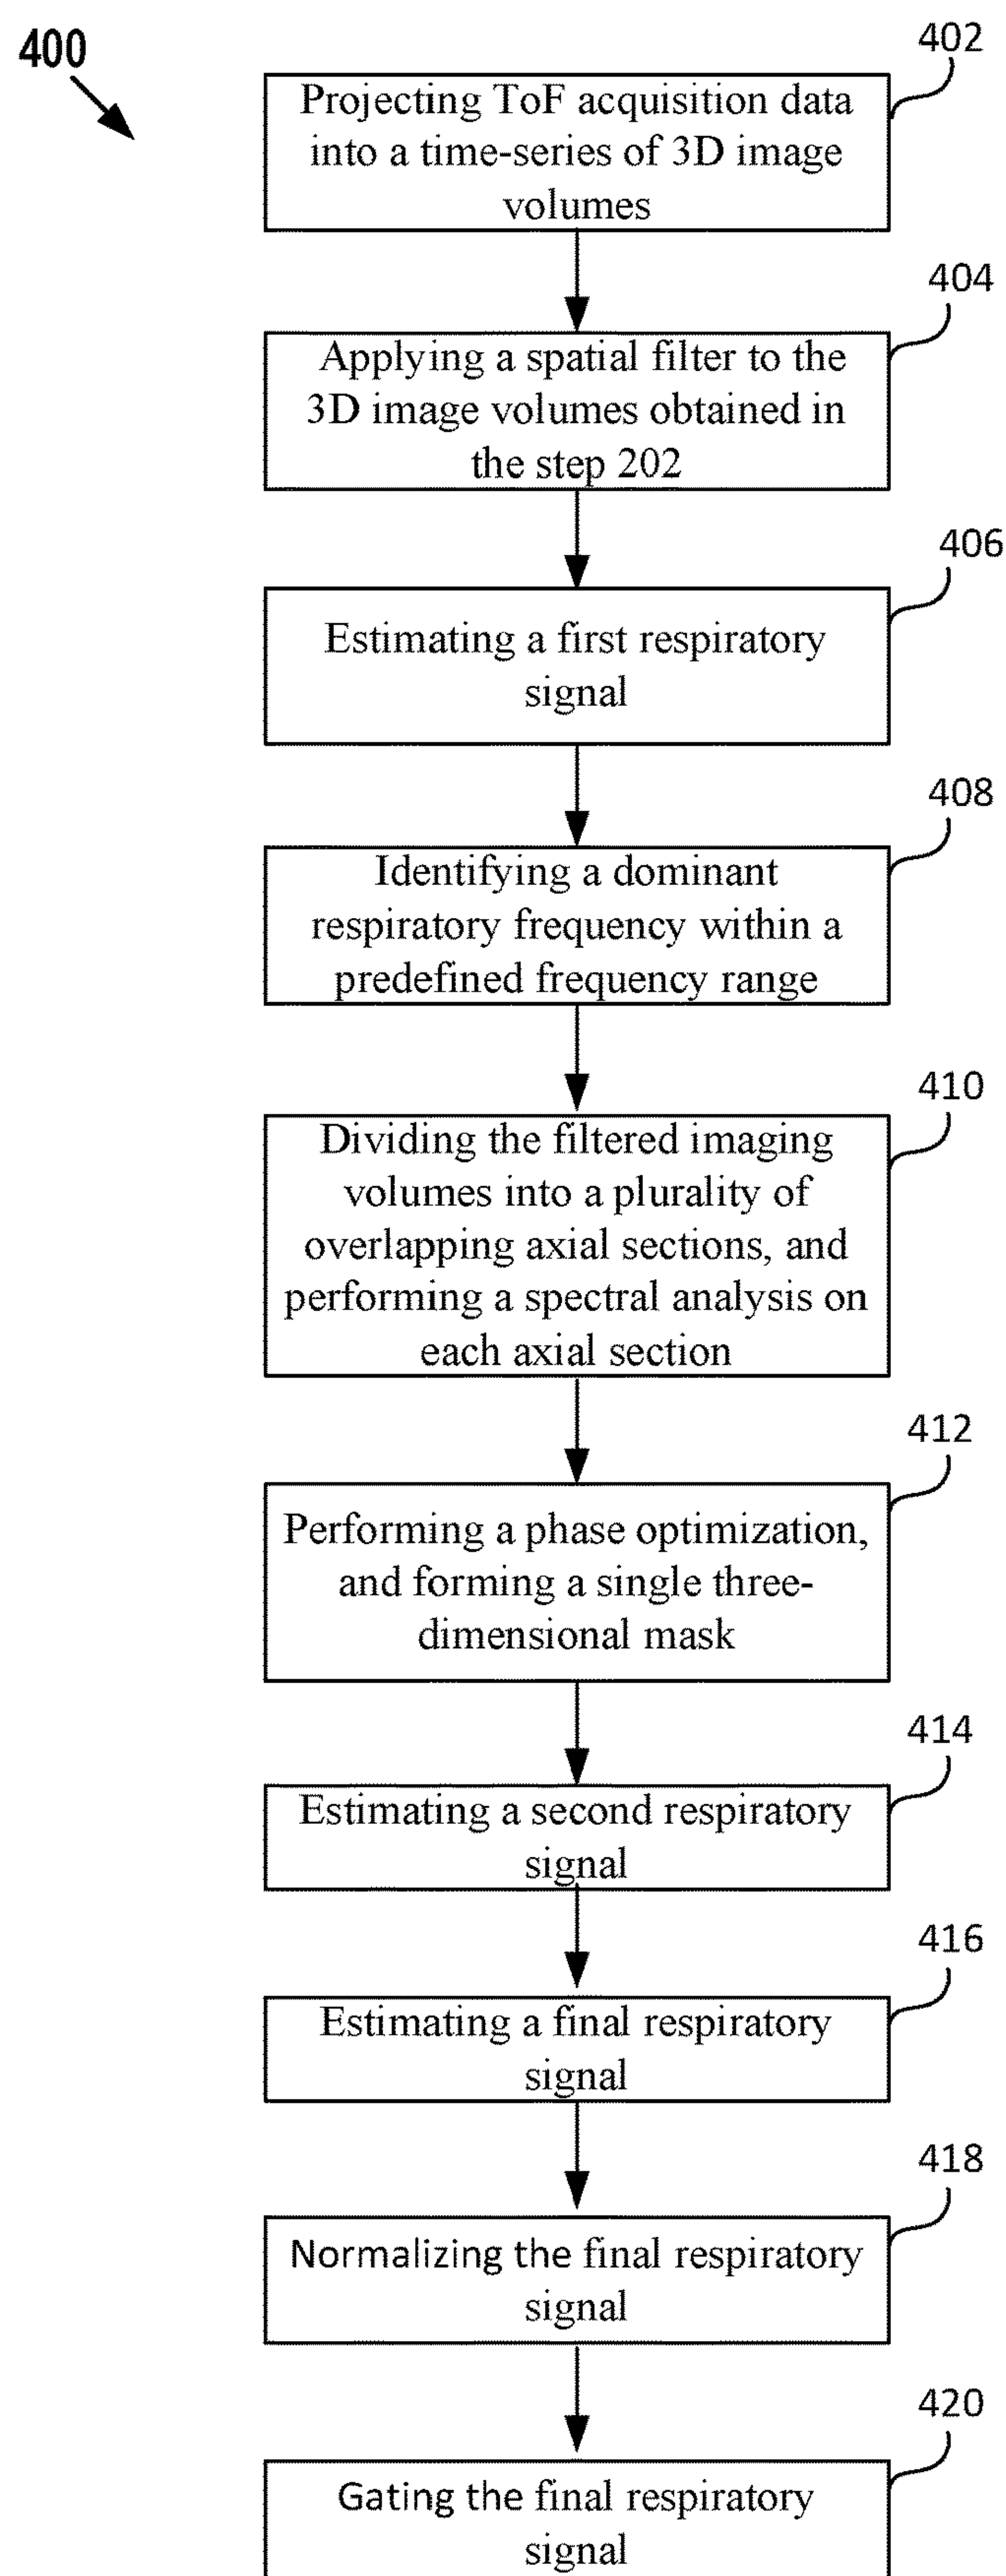 400
402
Projecting ToF acquisition data
into a time-series of 3D image
volumes
404
Applying a spatial filter to the
3D image volumes obtained in
the step 202
406
Estimating a first respiratory
signal
408
Identifying a dominant
respiratory frequency within a
predefined frequency range
410
Dividing the filtered imaging
volumes into a plurality of
overlapping axial sections, and
performing a spectral analysis on
each axial section
412
Performing a phase optimization,
and forming a single three-
dimensional mask
414
Estimating a second respiratory
signal
416
Estimating a final respiratory
signal
418
Normalizing the final respiratory
signal
420
Gating the final respiratory
signal